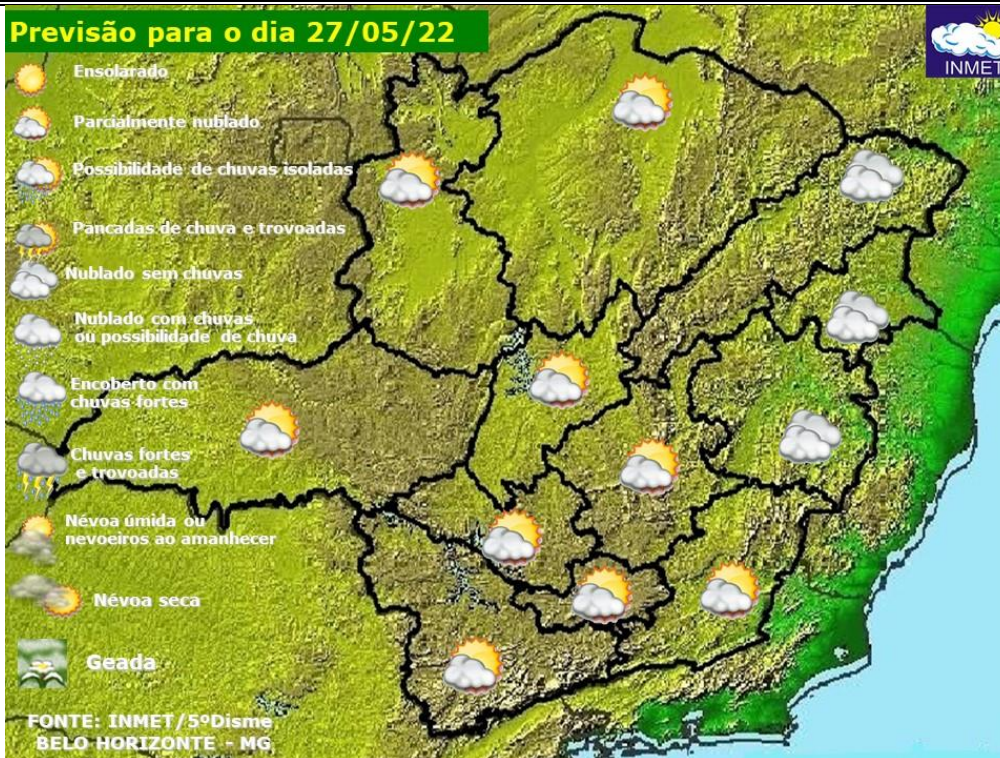 Previsão para o dia 27/05/22
INMET
Ensolarado
Parcialmente nublado
Possibilidade de chuvas isoladas
Pancadas de chuva e trovoadas
Nublado sem chuvas
Nublado com chuvas
ou possibilidade de chuva
Encoberto com
chuvas fortes
Chuvas fortes
e trovoadas
Névoa úmida ou
nevoeiros ao amanhecer
Névoa seca
Geada
FONTE: INMET/5ºDisme
BELO HORIZONTE - MG